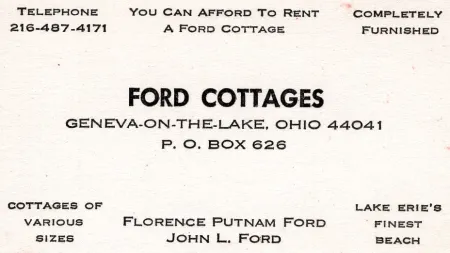 TELEPHONE
216-487-4171
YOU CAN AFFORD TO RENT
A FORD COTTAGE
COMPLETELY
FURNISHED
FORD COTTAGES
GENEVA-ON-THE-LAKE, OHIO 44041
P. O. BOX 626
COTTAGES OF
VARIOUS
SIZES
FLORENCE PUTNAM FORD
JOHN L. FORD
LAKE ERIE'S
FINEST
BEACH